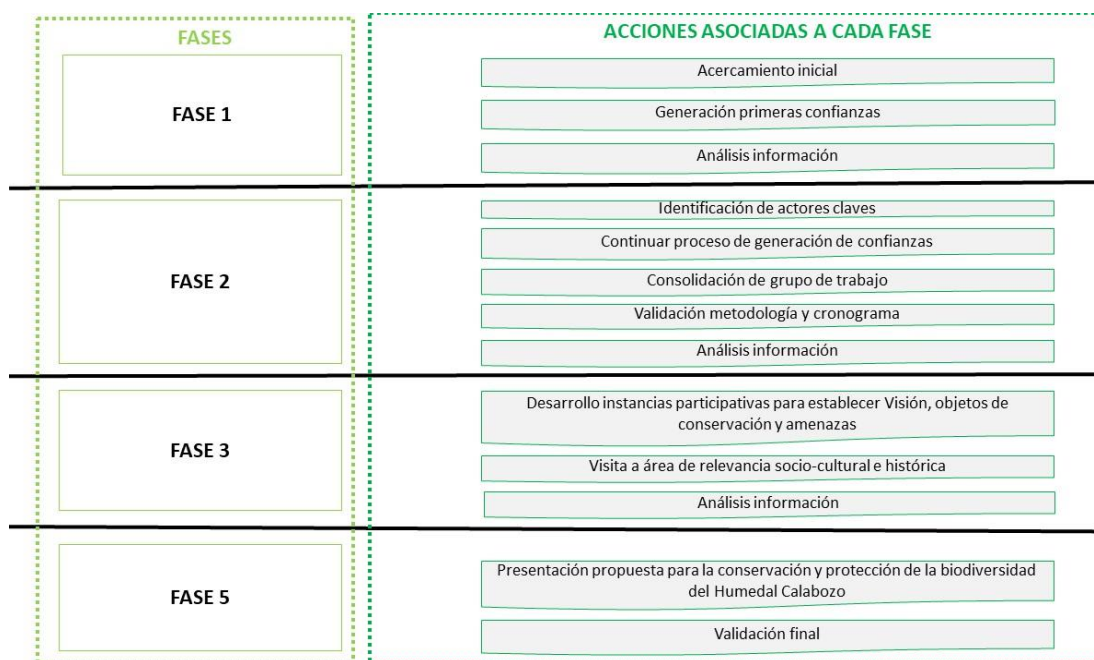 FASES
ACCIONES ASOCIADAS A CADA FASE
FASE 1
Acercamiento inicial
Generación primeras confianzas
Análisis información
FASE 2
Identificación de actores claves
Continuar proceso de generación de confianzas
Consolidación de grupo de trabajo
Validación metodología y cronograma
Análisis información
FASE 3
Desarrollo instancias participativas para establecer Visión, objetos de
conservación y amenazas
Visita a área de relevancia socio-cultural e histórica
Análisis información
FASE 5
Presentación propuesta para la conservación y protección de la biodiversidad
del Humedal Calabozo
Validación final